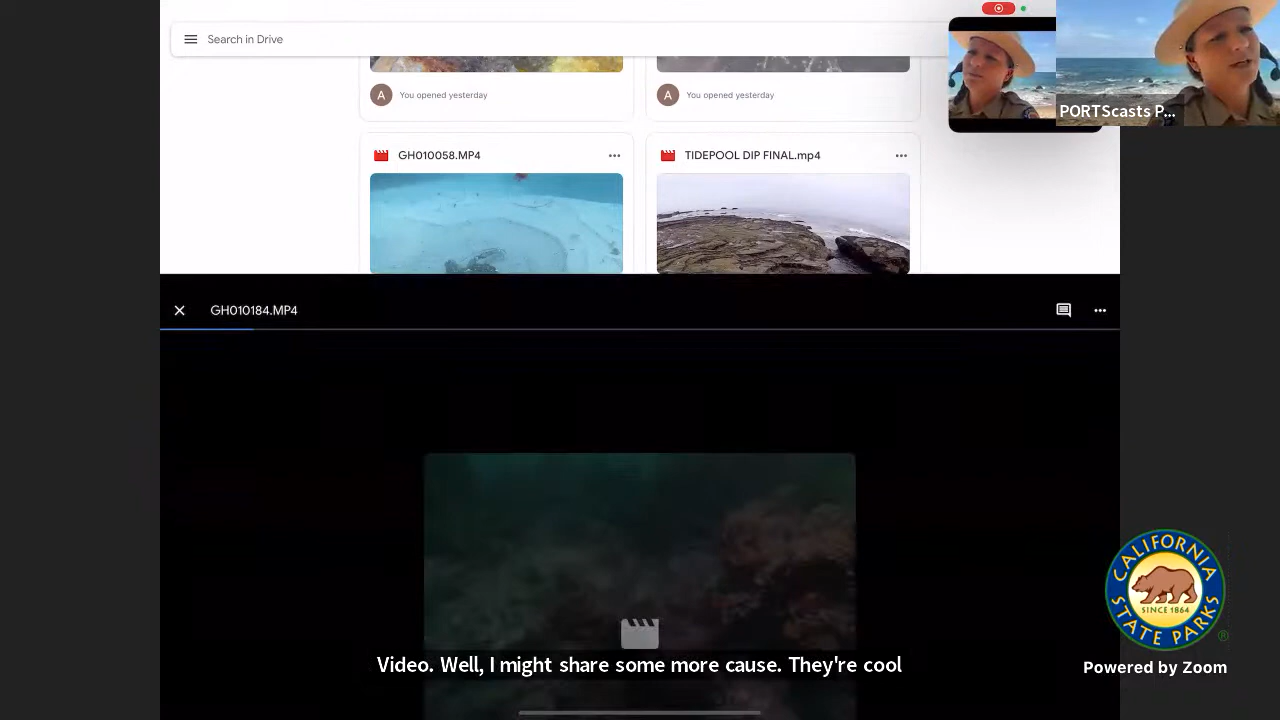 Search in Drive
PORTScasts P...
A You opened yesterday
A You opened yesterday
GH010058.MP4
TIDEPOOL DIP FINAL.mp4
GH010184.MP4
CALIFORNIA
SINCE 1864
STATE PARKS
®
Video. Well, I might share some more cause. They're cool
Powered by Zoom